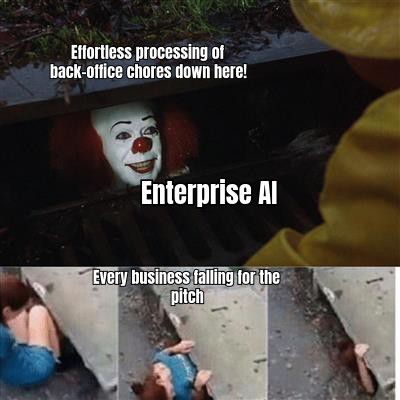 Effortless processing of
back-office chores down here!
Enterprise AI
Every business falling for the
pitch